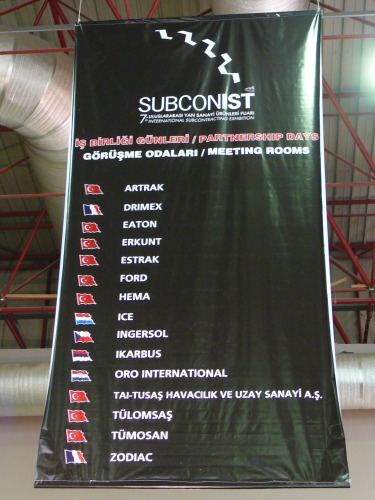 SUBCONIST
7. ULUSLARARASI YAN SANAYİ ÜRÜNLERİ FUARI
7th INTERNATIONAL SUBCONTRACTING EXHIBITION
İŞ BİRLİĞİ GÜNLERİ / PARTNERSHIP DAYS
GÖRÜŞME ODALARI / MEETING ROOMS
ARTRAK
DRIMEX
EATON
ERKUNT
ESTRAK
FORD
HEMA
ICE
INGERSOL
IKARBUS
ORO INTERNATIONAL
TAI-TUSAŞ HAVACILIK VE UZAY SANAYİ A.Ş.
TÜLOMSAŞ
TÜMOSAN
ZODIAC